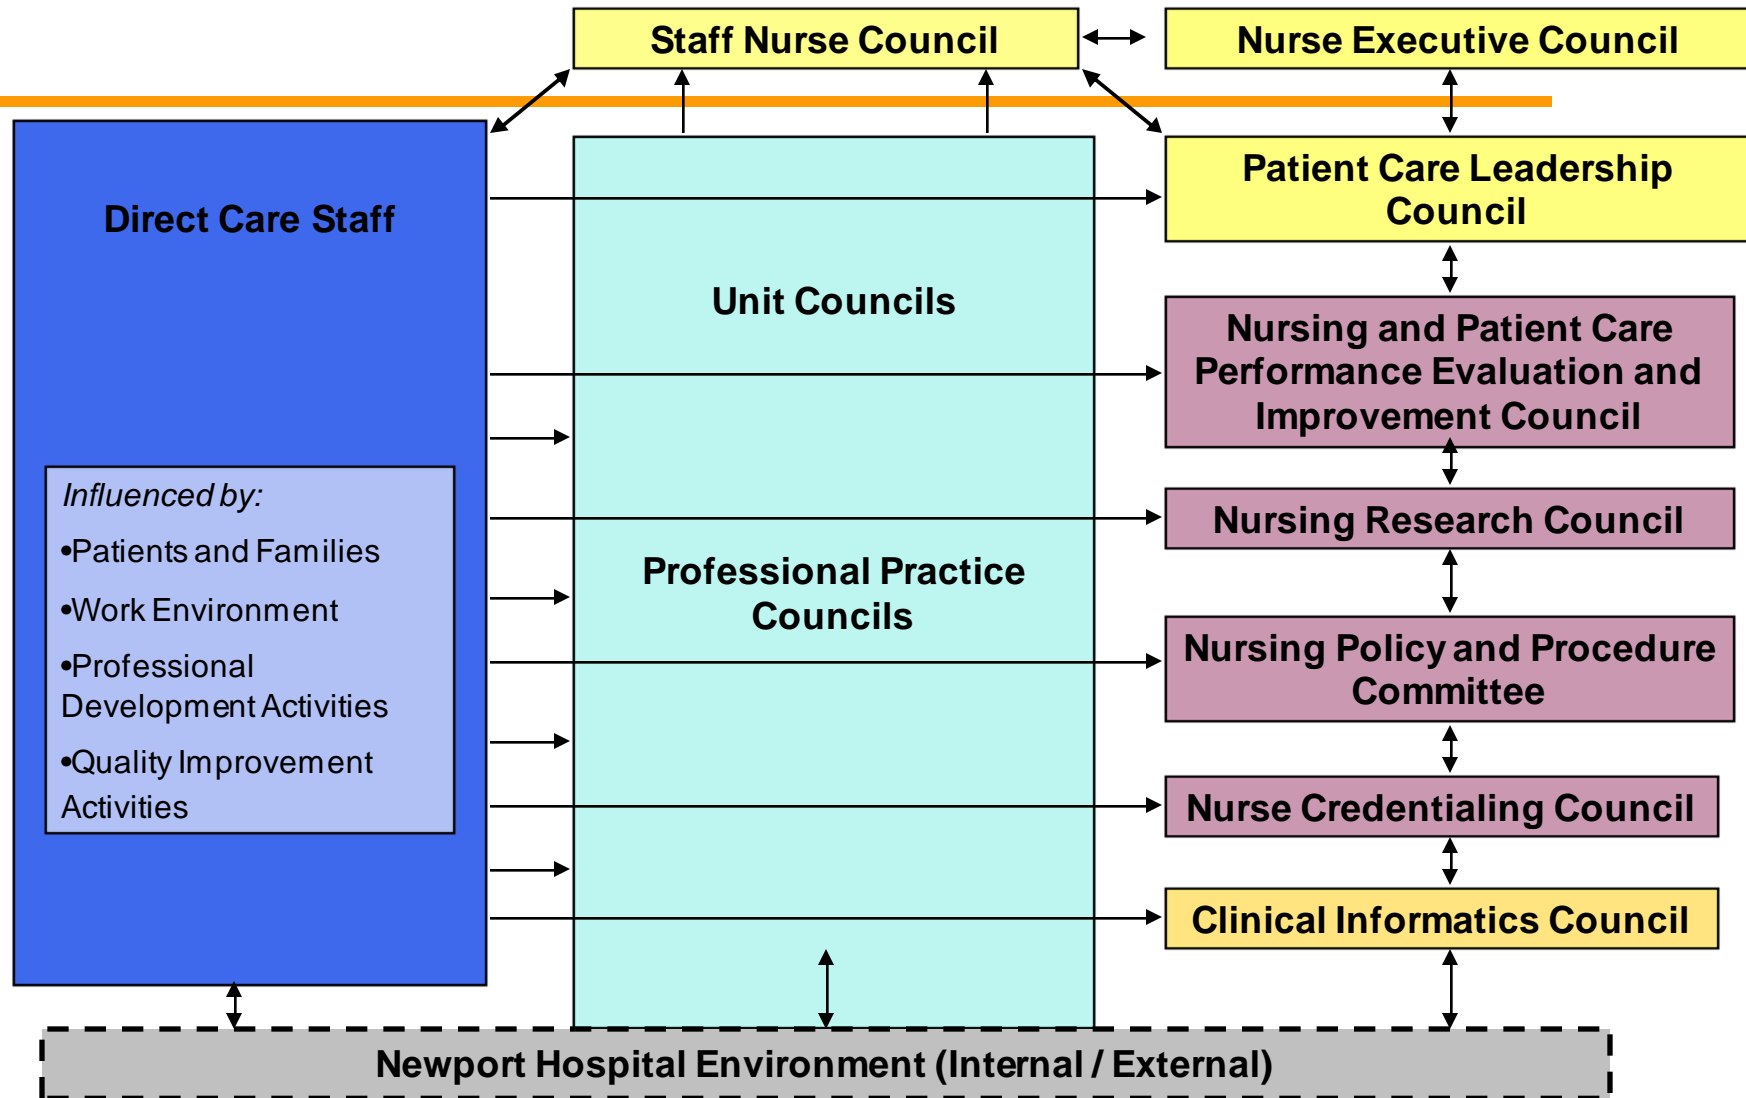 Staff Nurse Council
Nurse Executive Council
Direct Care Staff
Influenced by:
•Patients and Families
•Work Environment
•Professional
Development Activities
•Quality Improvement
Activities
Unit Councils
Professional Practice
Councils
Patient Care Leadership
Council
Nursing and Patient Care
Performance Evaluation and
Improvement Council
Nursing Research Council
Nursing Policy and Procedure
Committee
Nurse Credentialing Council
Clinical Informatics Council
Newport Hospital Environment (Internal / External)